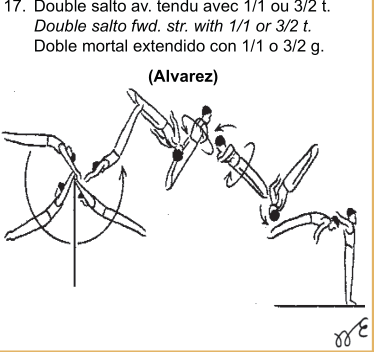 17. Double salto av. tendu avec 1/1 ou 3/2 t.
Double salto fwd. str. with 1/1 or 3/2 t.
Doble mortal extendido con 1/1 o 3/2 g.
(Alvarez)